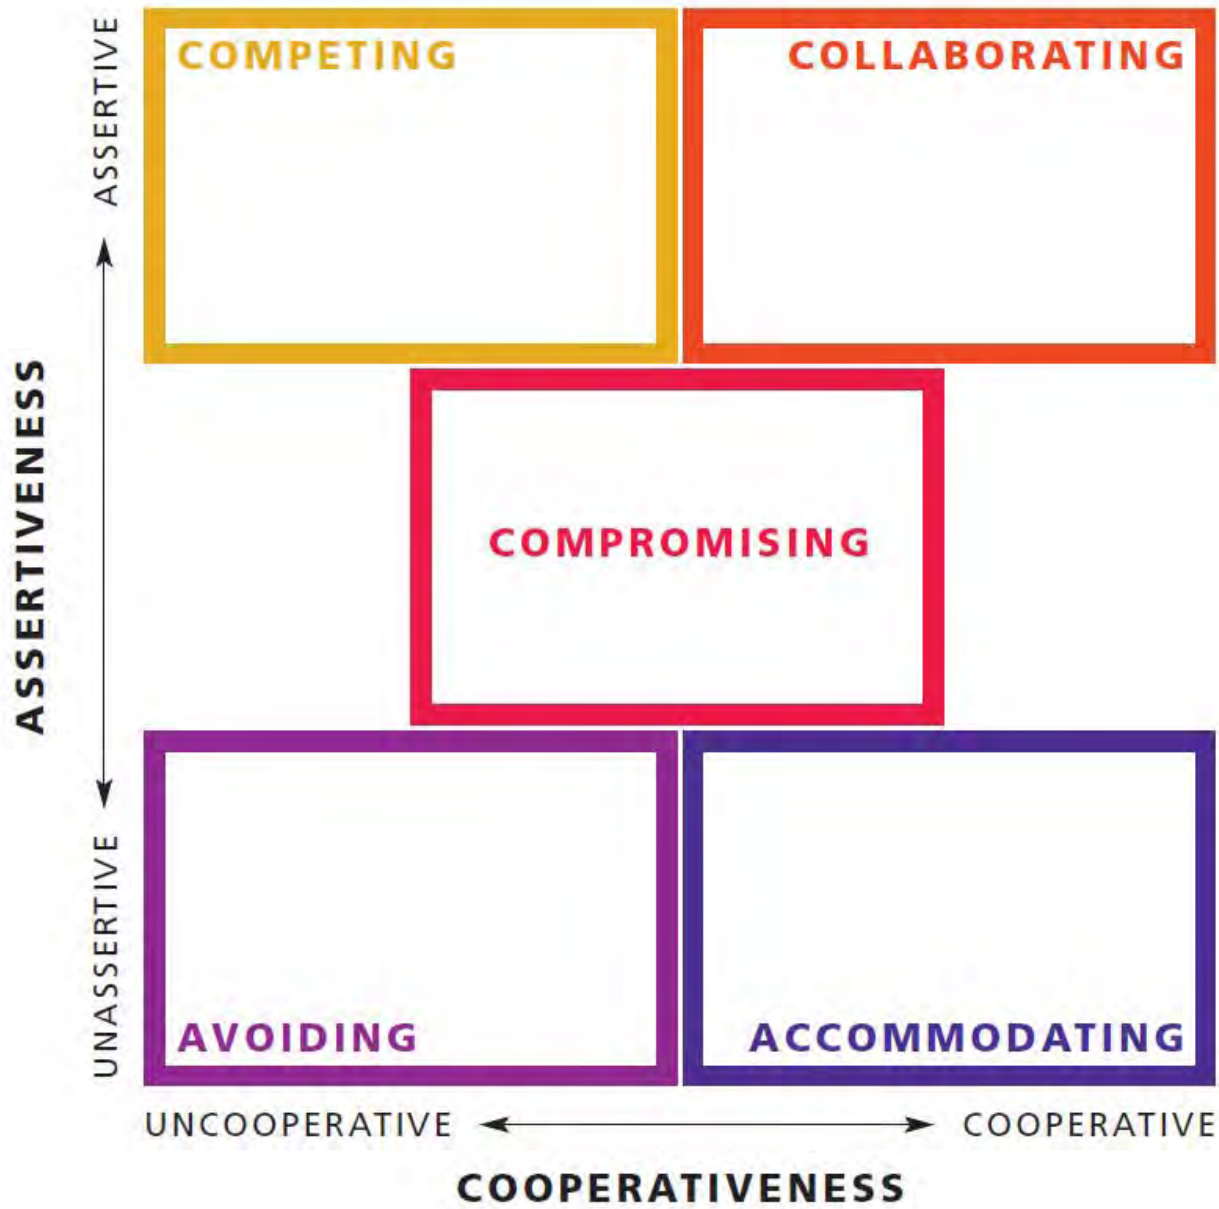 ASSERTIVE
COMPETING
COLLABORATING
ASSERTIVENESS
COMPROMISING
UNASSERTIVE
AVOIDING
ACCOMMODATING
UNCOOPERATIVE
COOPERATIVE
COOPERATIVENESS